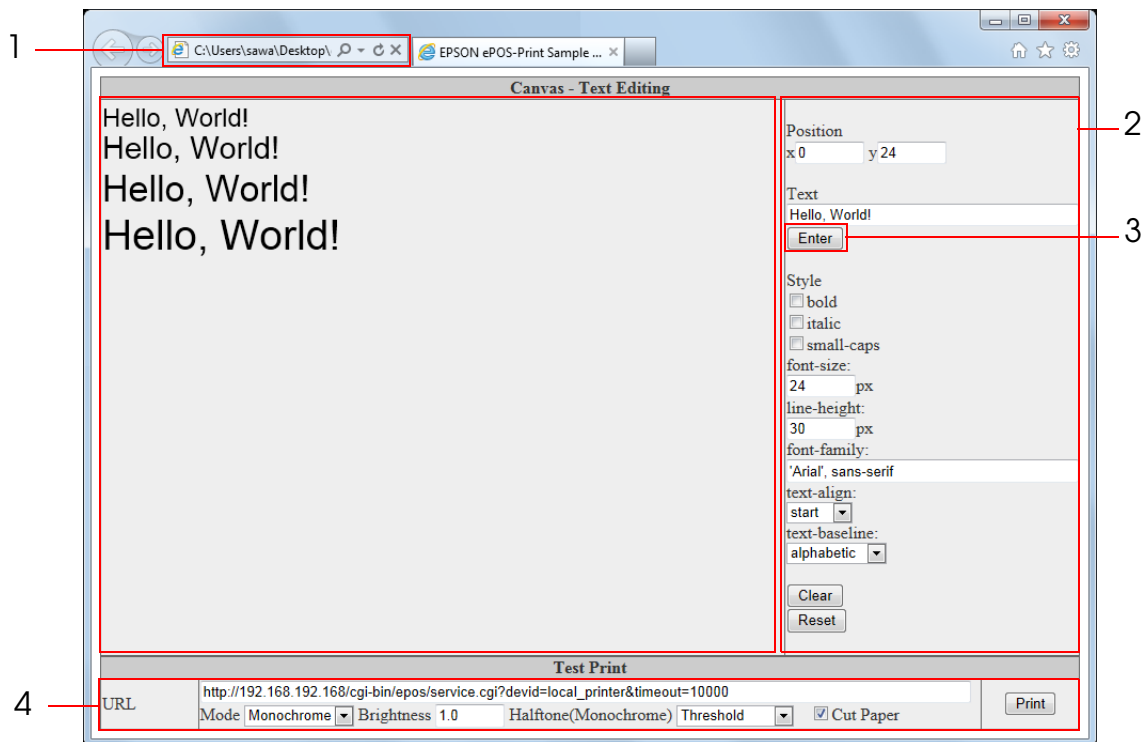 1
C:\Users\sawa\Desktop\
EPSON ePOS-Print Sample ...
Canvas - Text Editing
Hello, World!
Hello, World!
Hello, World!
Hello, World!
2
Position
x 0 y 24
Text
Hello, World!
Enter
3
Style
bold
italic
small-caps
font-size:
24 px
line-height:
30 px
font-family:
'Arial', sans-serif
text-align:
start
text-baseline:
alphabetic
Clear
Reset
Test Print
4
URL
http://192.168.192.168/cgi-bin/epos/service.cgi?devid=local_printer&timeout=10000
Mode Monochrome Brightness 1.0 Halftone(Monochrome) Threshold Cut Paper
Print